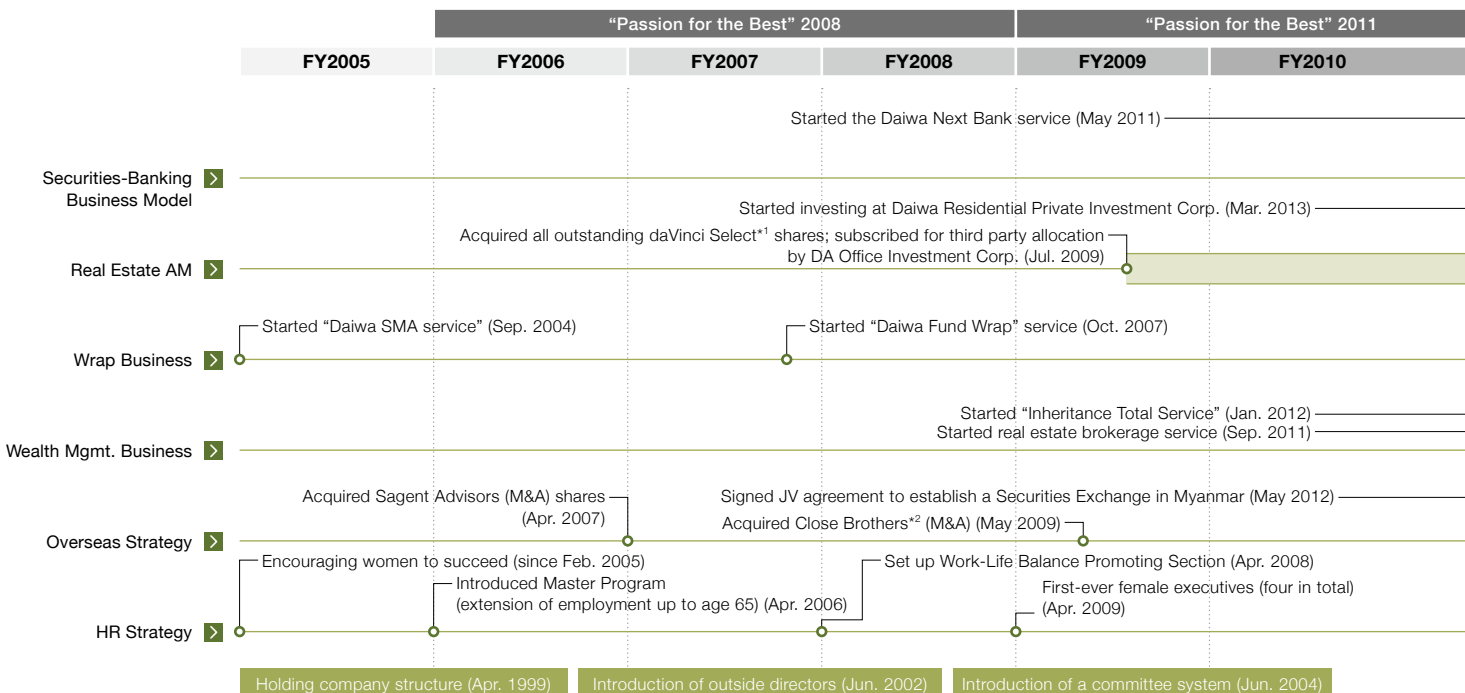 “Passion for the Best” 2008
“Passion for the Best” 2011
FY2005
FY2006
FY2007
FY2008
FY2009
FY2010
Started the Daiwa Next Bank service (May 2011)
Securities-Banking
Business Model
Started investing at Daiwa Residential Private Investment Corp. (Mar. 2013)
Acquired all outstanding daVinci Select*1 shares; subscribed for third party allocation
by DA Office Investment Corp. (Jul. 2009)
Real Estate AM
Started “Daiwa SMA service” (Sep. 2004)
Started “Daiwa Fund Wrap” service (Oct. 2007)
Wrap Business
Started “Inheritance Total Service” (Jan. 2012)
Started real estate brokerage service (Sep. 2011)
Wealth Mgmt. Business
Acquired Sagent Advisors (M&A) shares
(Apr. 2007)
Signed JV agreement to establish a Securities Exchange in Myanmar (May 2012)
Acquired Close Brothers*2 (M&A) (May 2009)
Overseas Strategy
Encouraging women to succeed (since Feb. 2005)
Set up Work-Life Balance Promoting Section (Apr. 2008)
Introduced Master Program
(extension of employment up to age 65) (Apr. 2006)
First-ever female executives (four in total)
(Apr. 2009)
HR Strategy
Holding company structure (Apr. 1999)
Introduction of outside directors (Jun. 2002)
Introduction of a committee system (Jun. 2004)